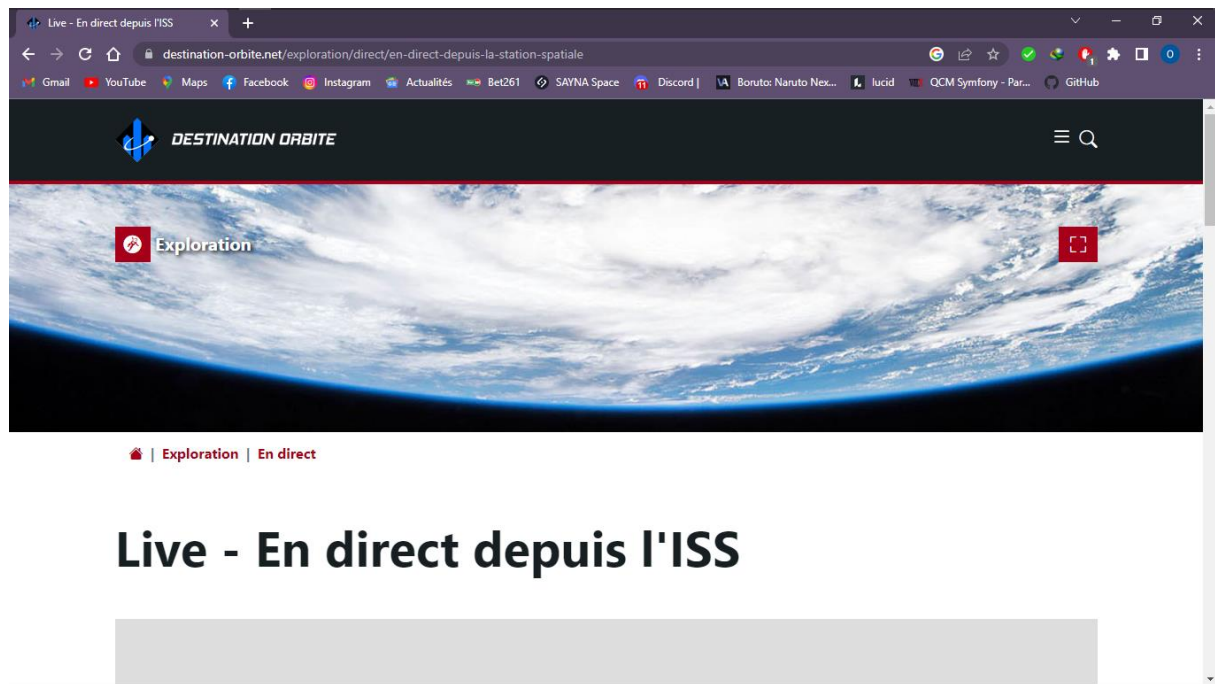 Live - En direct depuis l'ISS
destination-orbite.net/exploration/direct/en-direct-depuis-la-station-spatiale
Gmail YouTube Maps Facebook Instagram Actualités Bet261 SAYNA Space Discord | Boruto: Naruto Nex... lucid QCM Symfony - Par... GitHub
DESTINATION ORBITE
Exploration
| Exploration | En direct
Live - En direct depuis l'ISS